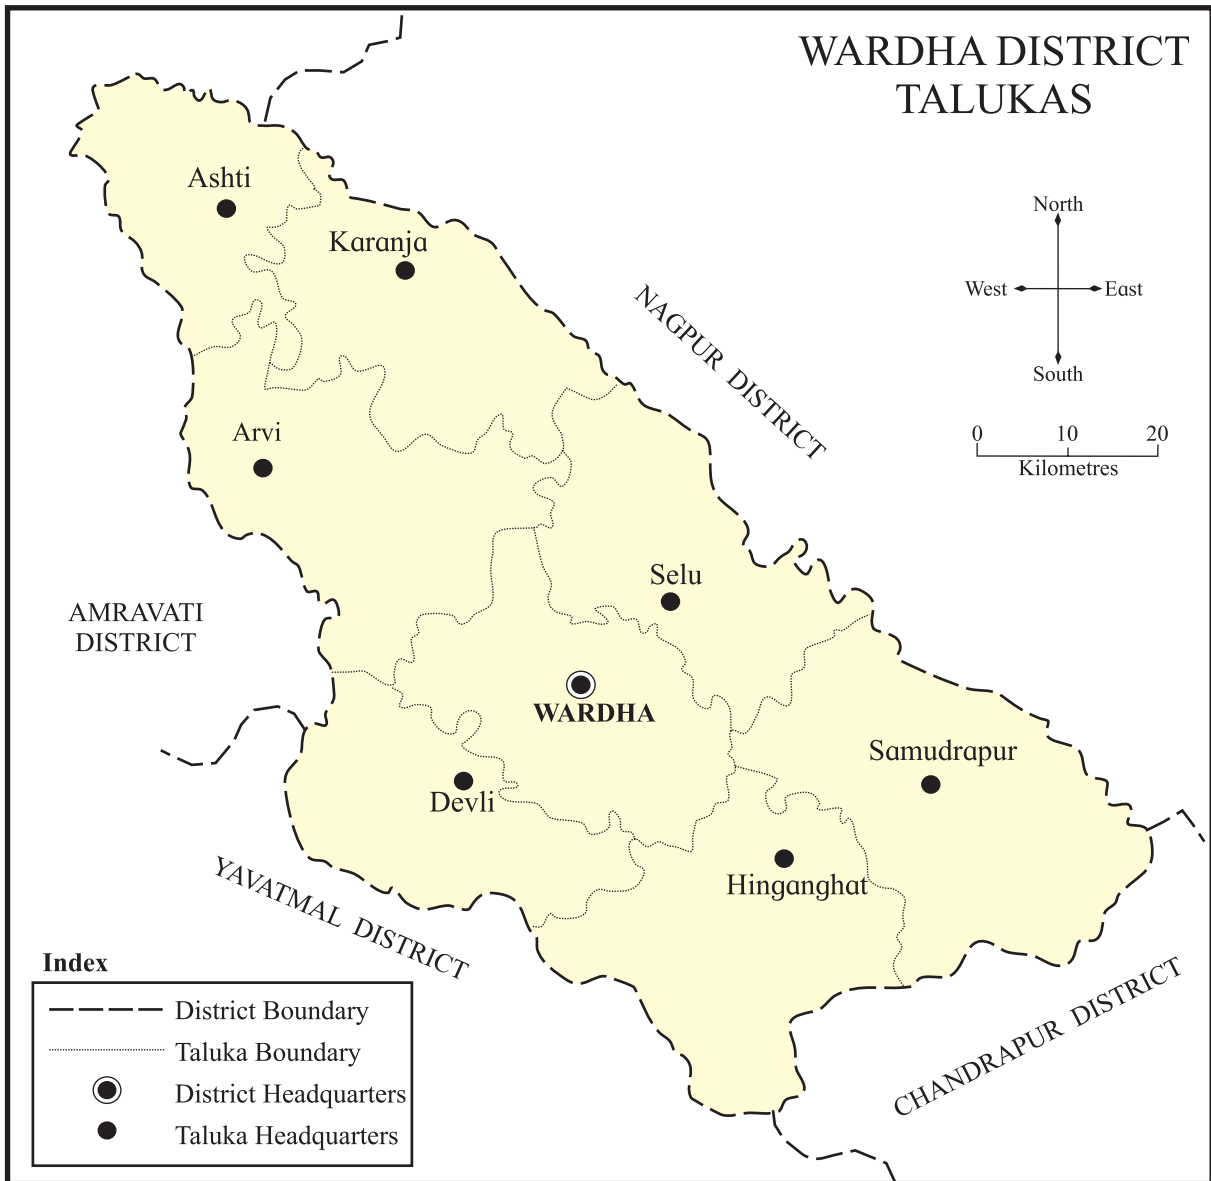 WARDHA DISTRICT
TALUKAS
Ashti
North
Karanja
West
East
NAGPUR DISTRICT
South
Arvi
0 10 20
Kilometres
Selu
AMRAVATI
DISTRICT
WARDHA
Samudrapur
Devli
Hinganghat
YAVATMAL DISTRICT
CHANDRAPUR DISTRICT
Index
District Boundary
Taluka Boundary
District Headquarters
Taluka Headquarters